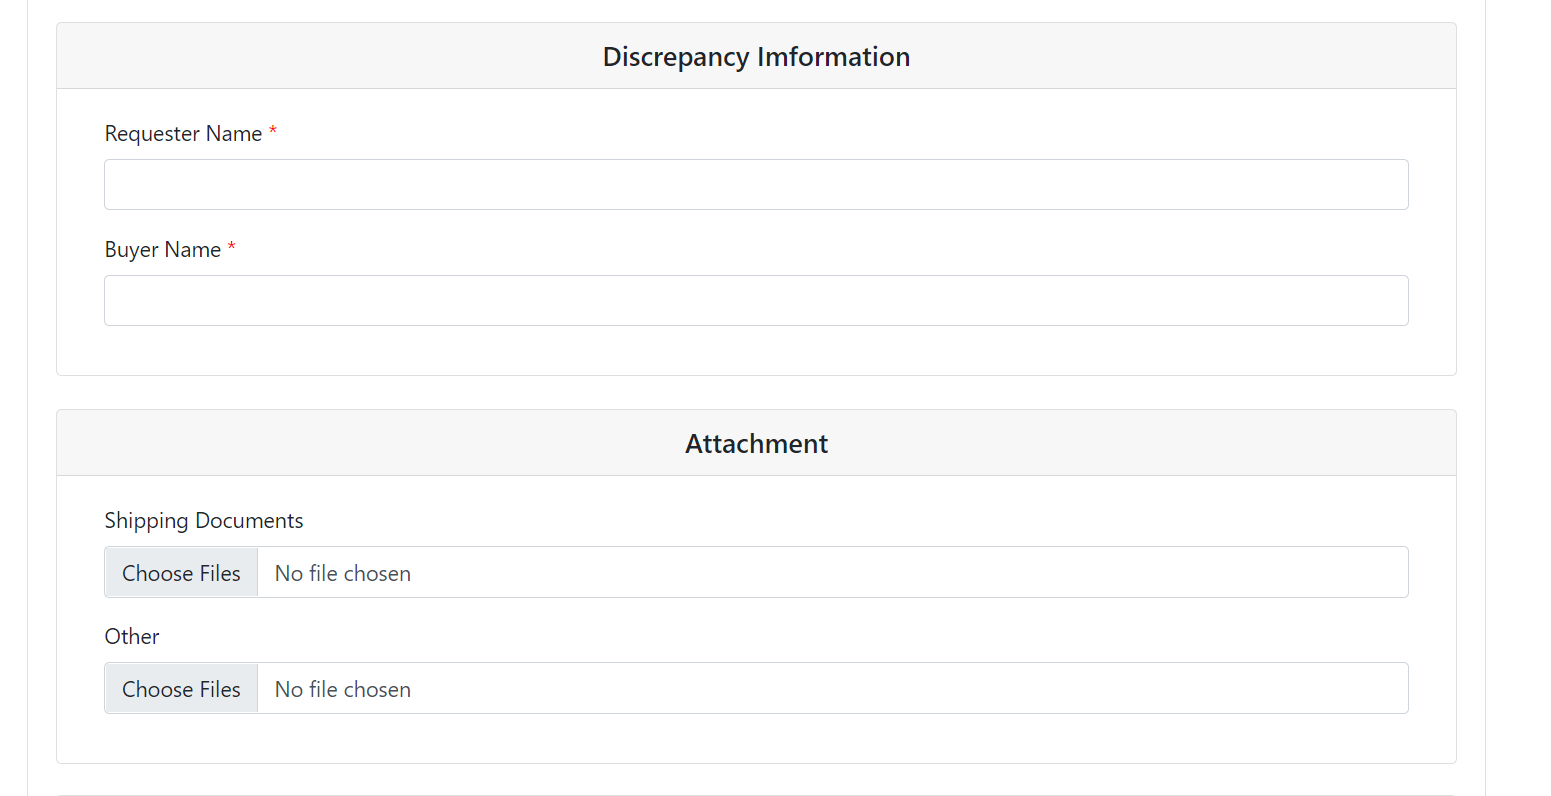 Discrepancy Imformation
Requester Name *
Buyer Name *
Attachment
Shipping Documents
Choose Files No file chosen
Other
Choose Files No file chosen